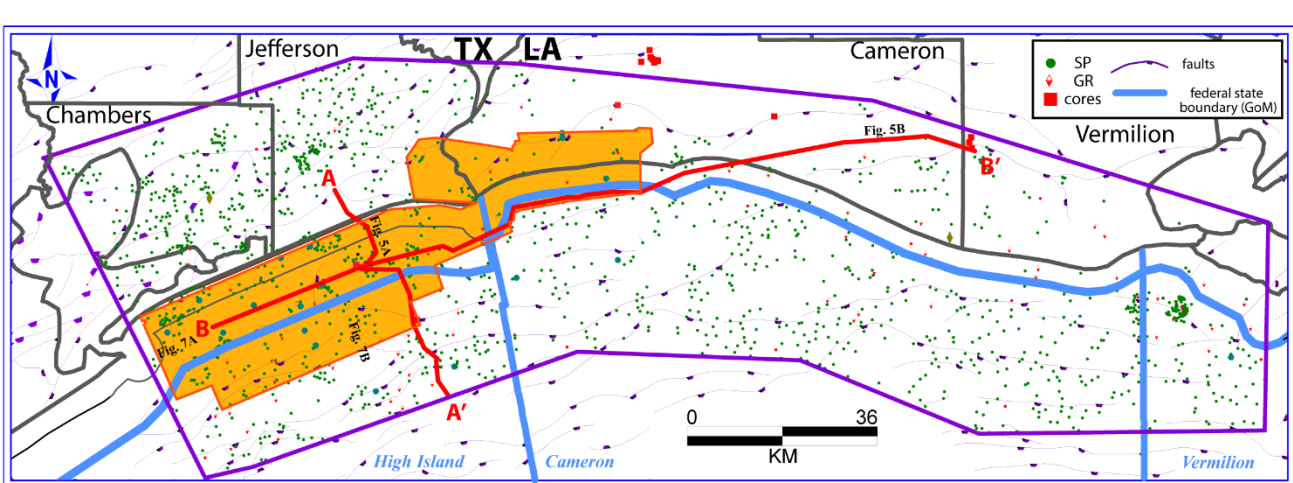 Jefferson
TX
LA
Cameron
Chambers
Vermilion
N
SP
GR
cores
faults
federal state
boundary (GoM)
Fig. 5B
A
B'
Fig. 5A
B
Fig. 7A
Fig. 7B
A'
0
36
KM
High Island
Cameron
Vermilion